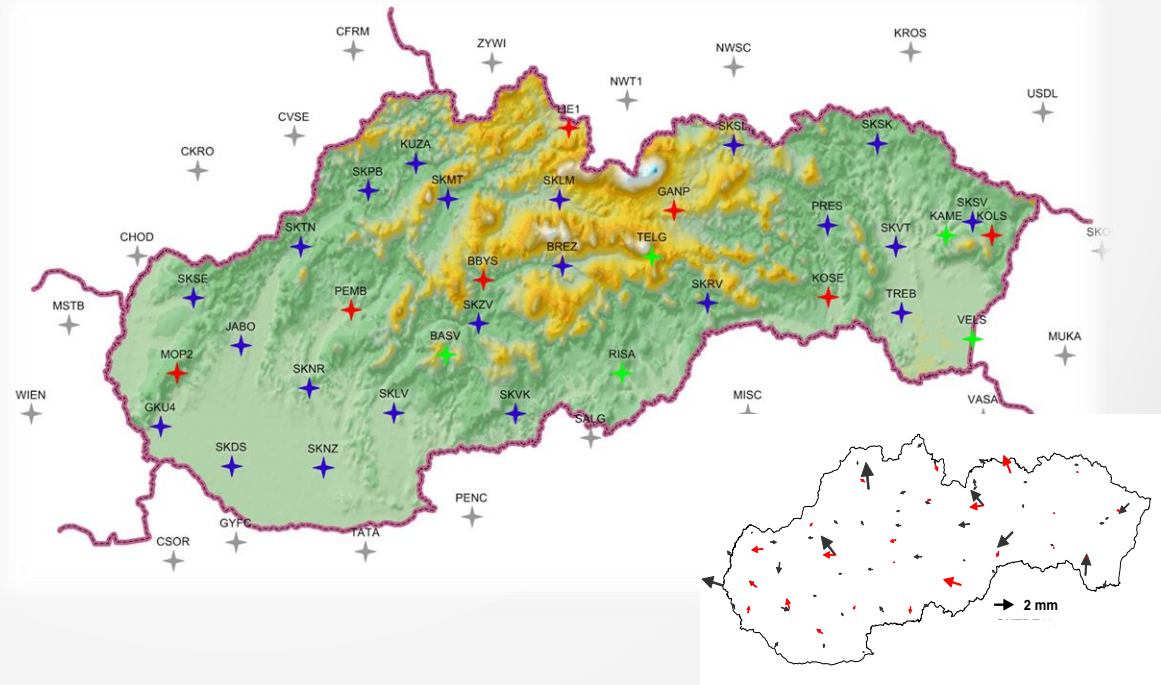 CFRM
ZYWI
KROS
NWSC
NWT1
USDL
LIE1
CVSE
SKSL
SKSK
KUZA
CKRO
SKPB
SKMT
SKLM
GANP
PRES
SKSV
KAME
KOLS
SKTN
SKVT
CHOD
TELG
BREZ
BBYS
SKSE
PEMB
KOSE
SKRV
TREB
MSTB
SKZV
JABO
VELS
BASV
MUKA
MOP2
RISA
SKNR
WIEN
SKLV
SKVK
MISC
VASA
GKU4
SALG
SKDS
SKNZ
PENC
GYFC
TATA
CSOR
2 mm